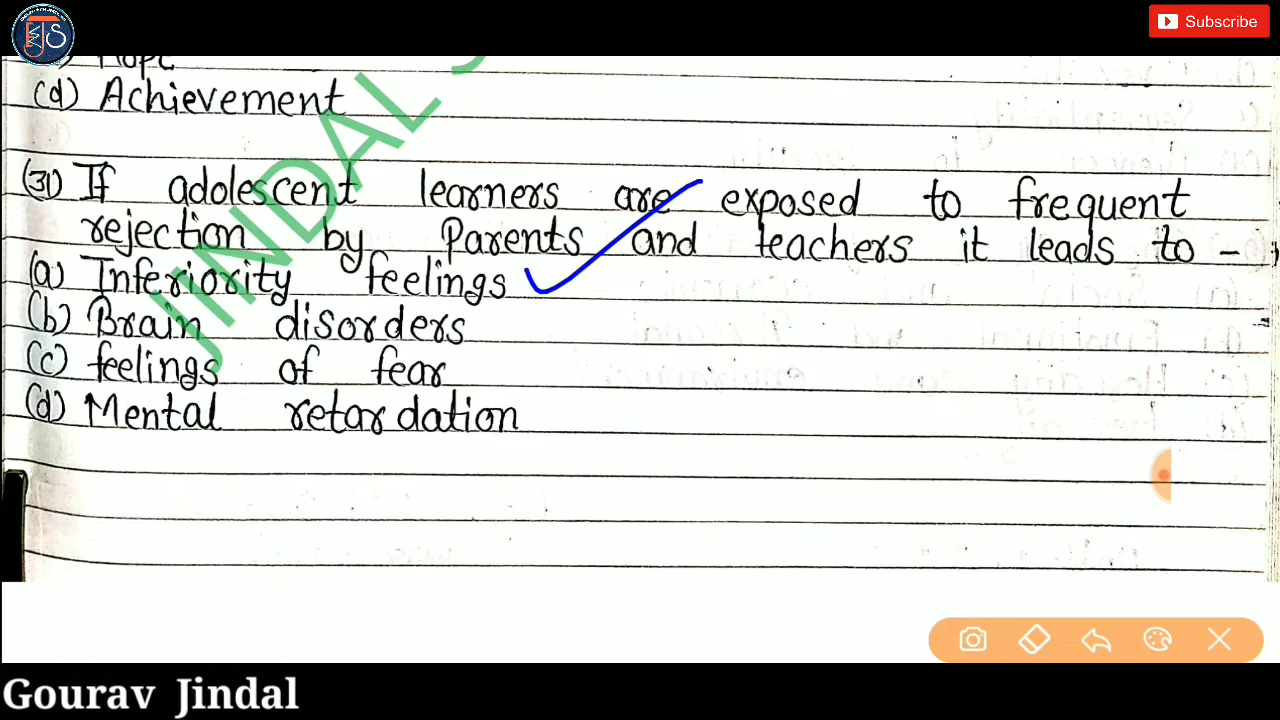 Subscribe
(d) Achievement
(31) If adolescent learners are exposed to frequent
rejection by Parents and teachers it leads to -
(a) Inferiority feelings
(b) Brain disorders
(c) feelings of fear
(d) Mental retardation
JINDAL
Gourav Jindal